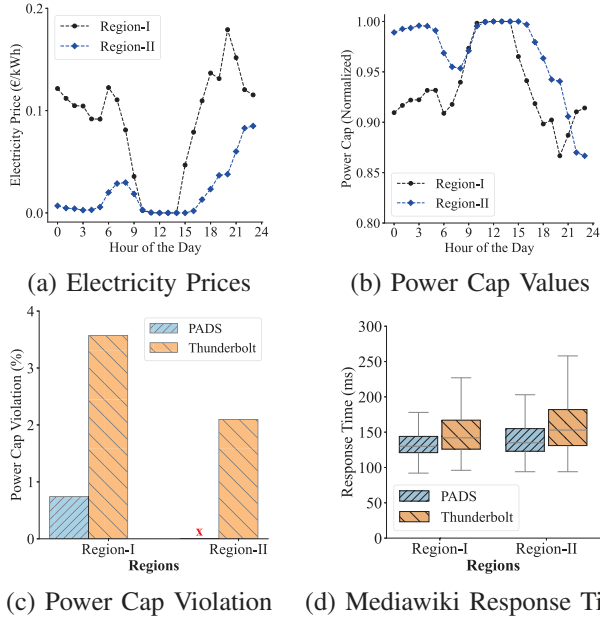 0.2
0.1
0.0
Electricity Price (€/kWh)
Region-I
Region-II
0 3 6 9 12 15 18 21 24
Hour of the Day
(a) Electricity Prices
1.00
0.95
0.90
0.85
0.80
Power Cap (Normalized)
Region-I
Region-II
0 3 6 9 12 15 18 21 24
Hour of the Day
(b) Power Cap Values
4
3
2
1
0
Power Cap Violation (%)
PADS
Thunderbolt
x
Region-I Region-II
Regions
(c) Power Cap Violation
300
250
200
150
100
50
0
Response Time (ms)
PADS
Thunderbolt
Region-I Region-II
Regions
(d) Mediawiki Response Ti